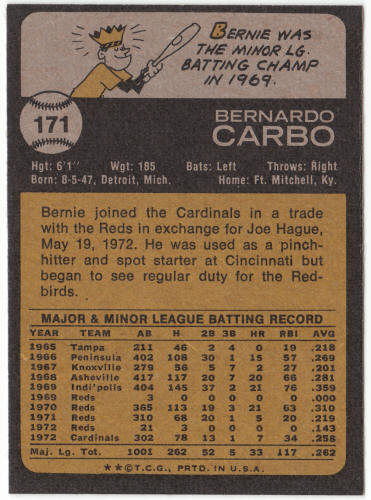 BERNIE WAS
THE MINOR LG.
BATTING CHAMP
IN 1969.
171
BERNARDO
CARBO
Hgt: 6'1" Wgt: 185 Bats: Left Throws: Right
Born: 8-5-47, Detroit, Mich. Home: Ft. Mitchell, Ky.
Bernie joined the Cardinals in a trade
with the Reds in exchange for Joe Hague,
May 19, 1972. He was used as a pinch-
hitter and spot starter at Cincinnati but
began to see regular duty for the Red-
birds.
MAJOR & MINOR LEAGUE BATTING RECORD
YEAR TEAM AB H 2B 3B HR RBI AVG
1965 Tampa 211 46 2 4 0 19 .218
1966 Peninsula 402 108 30 1 15 57 .269
1967 Knoxville 279 56 5 7 2 27 .201
1968 Asheville 417 117 20 7 20 66 .281
1969 Indi'polis 404 145 37 2 21 76 .359
1969 Reds 3 0 0 0 0 0 .000
1970 Reds 365 113 19 3 21 63 .310
1971 Reds 310 68 20 1 5 20 .219
1972 Reds 21 3 0 0 0 0 .143
1972 Cardinals 302 78 13 1 7 34 .258
Maj. Lg. Tot. 1001 262 52 5 33 117 .262
**© T.C.G., PRTD. IN U.S.A.